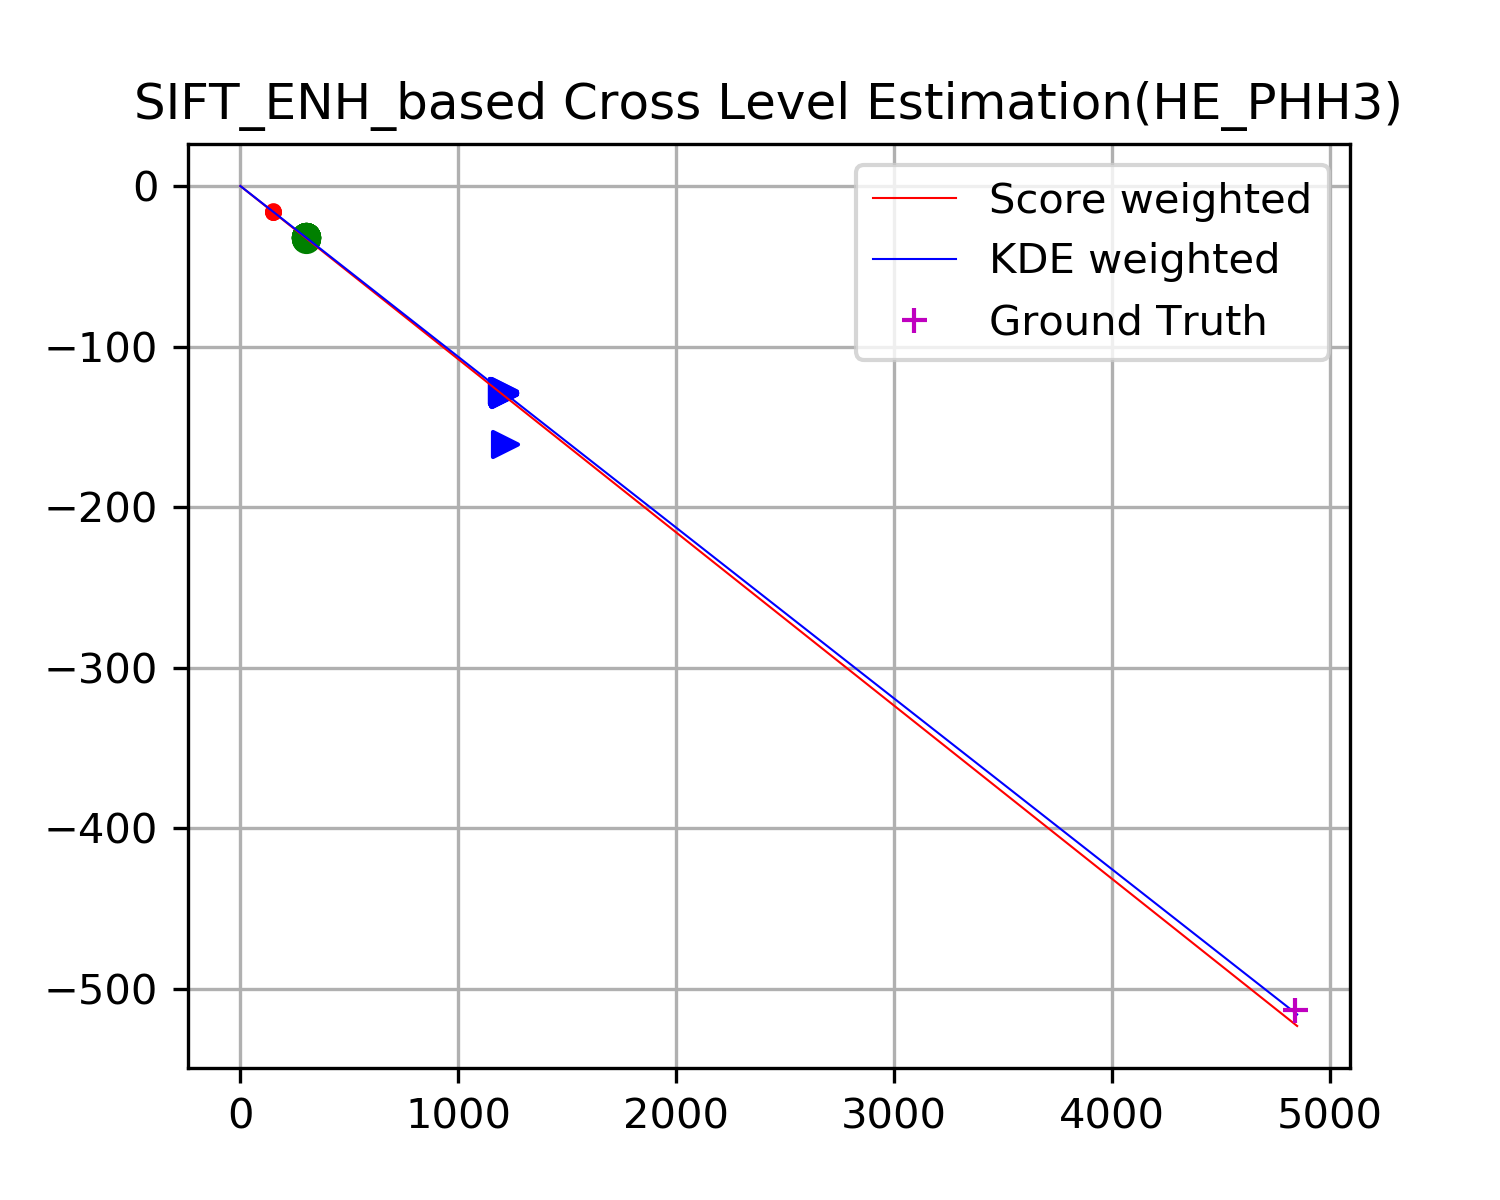 SIFT_ENH_based Cross Level Estimation(HE_PHH3)
Score weighted
KDE weighted
Ground Truth
0
−100
−200
−300
−400
−500
0 1000 2000 3000 4000 5000